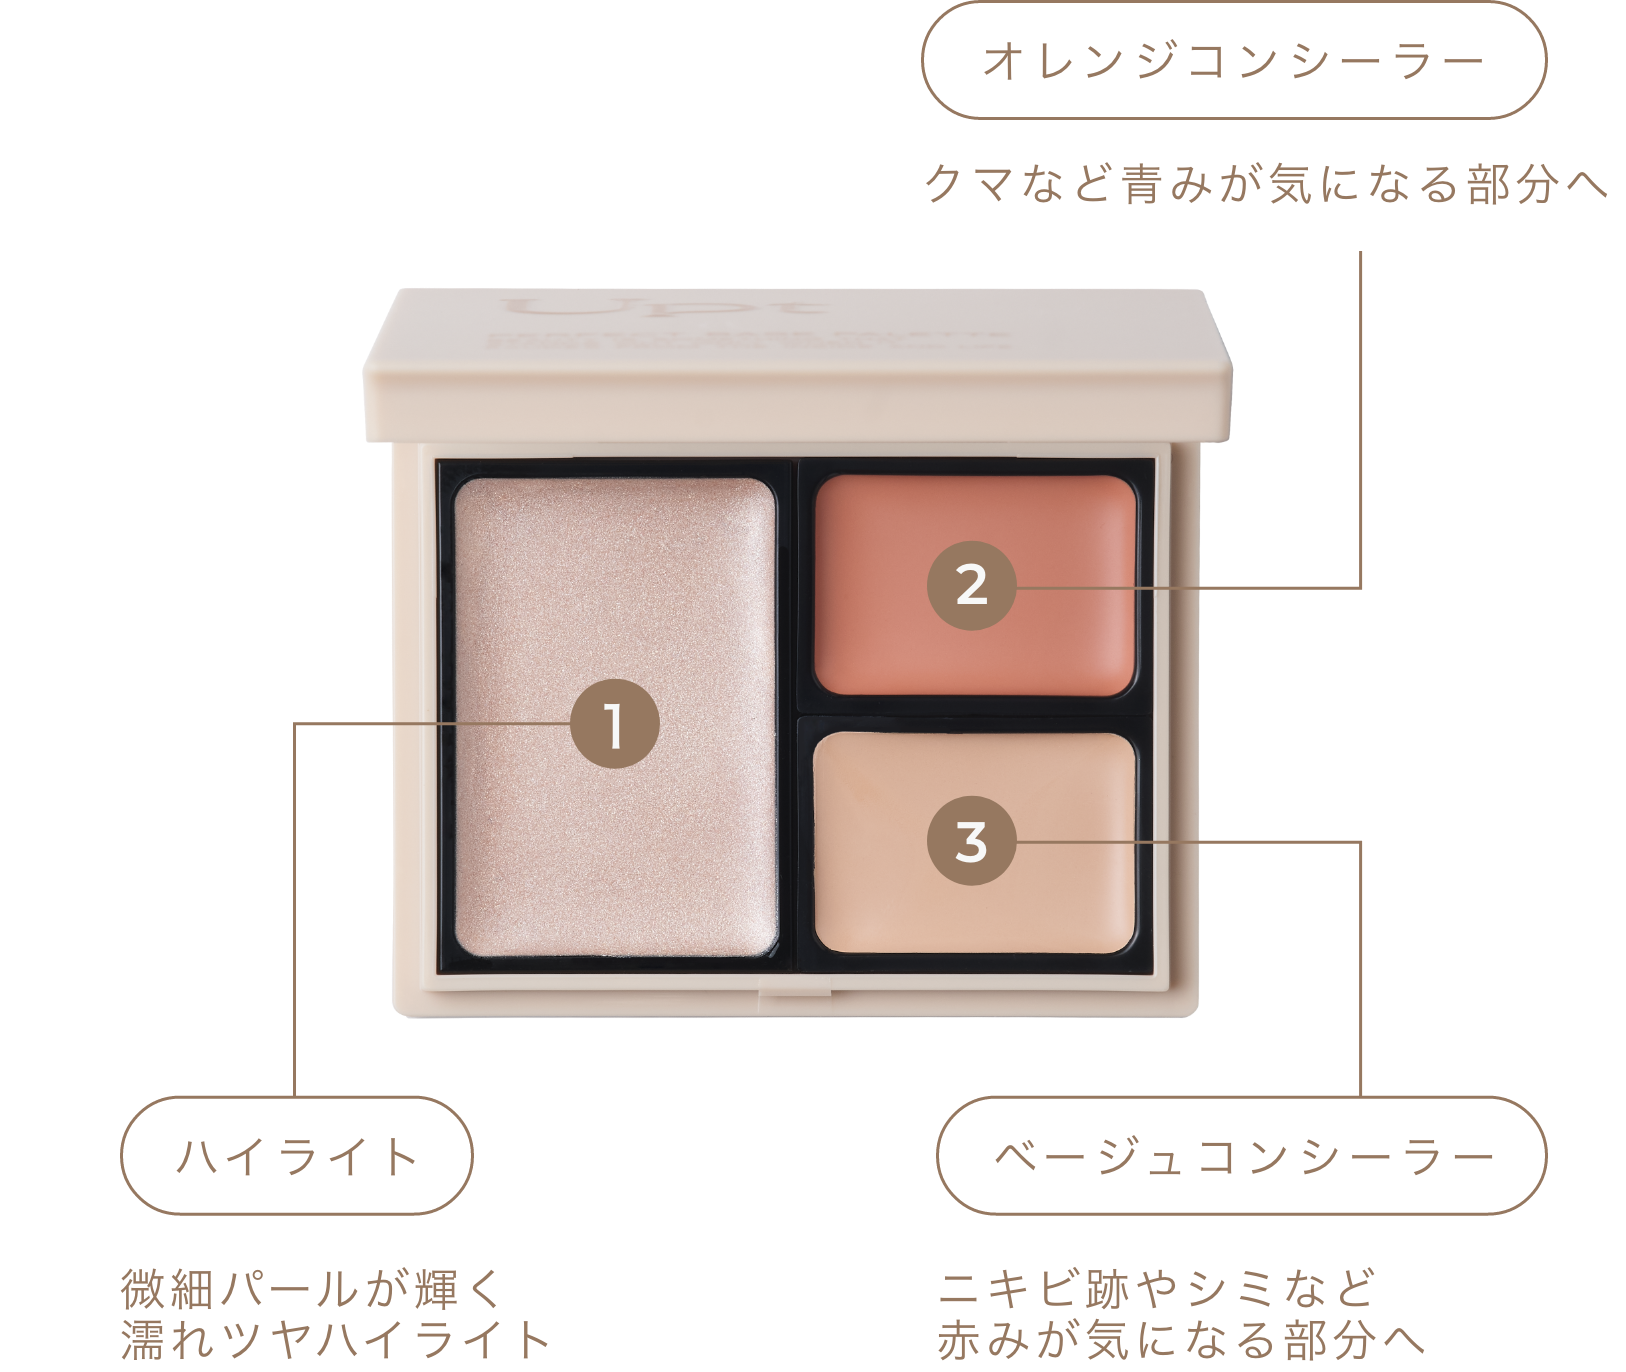 オレンジコンシーラー
クマなど青みが気になる部分へ
Upt
2
1
3
ハイライト
微細パールが輝く
濡れツヤハイライト
ベージュコンシーラー
ニキビ跡やシミなど
赤みが気になる部分へ